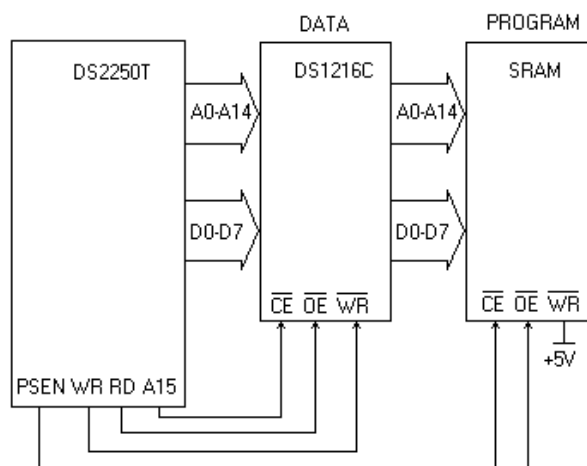 DATA
PROGRAM
DS2250T
DS1216C
SRAM
A0-A14
A0-A14
D0-D7
D0-D7
CE OE WR
CE OE WR
+5V
PSEN WR RD A15